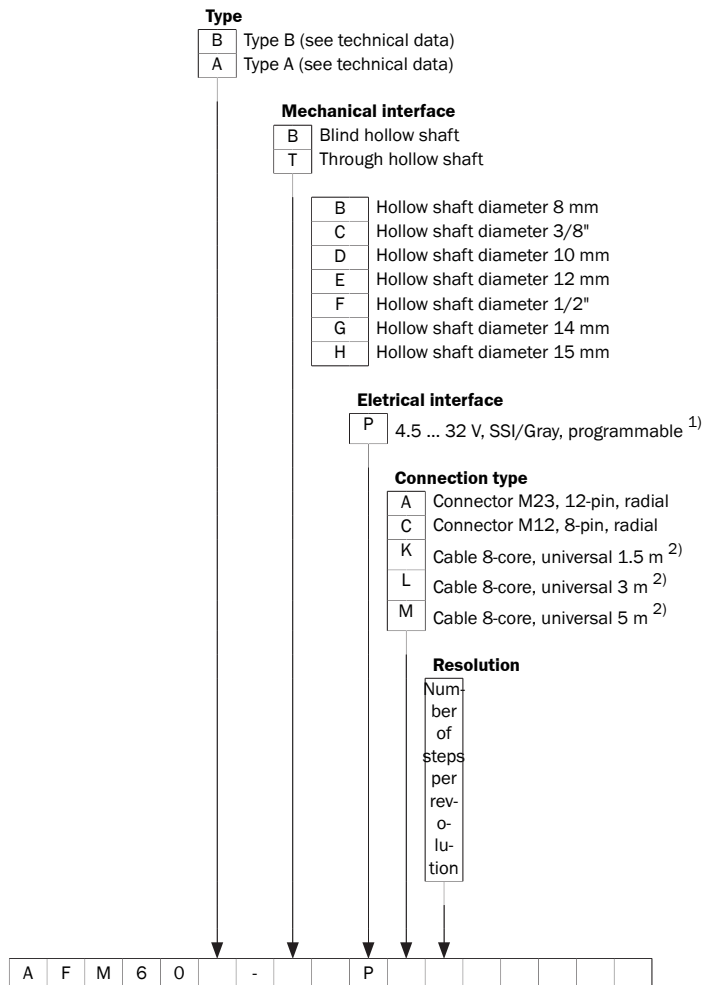 Type
B Type B (see technical data)
A Type A (see technical data)
Mechanical interface
B Blind hollow shaft
T Through hollow shaft
B Hollow shaft diameter 8 mm
C Hollow shaft diameter 3/8"
D Hollow shaft diameter 10 mm
E Hollow shaft diameter 12 mm
F Hollow shaft diameter 1/2"
G Hollow shaft diameter 14 mm
H Hollow shaft diameter 15 mm
Eletrical interface
P 4.5 ... 32 V, SSI/Gray, programmable 1)
Connection type
A Connector M23, 12-pin, radial
C Connector M12, 8-pin, radial
K Cable 8-core, universal 1.5 m 2)
L Cable 8-core, universal 3 m 2)
M Cable 8-core, universal 5 m 2)
Resolution
Num-
ber
of
steps
per
rev-
o-
lu-
tion
A F M 6 0 - P